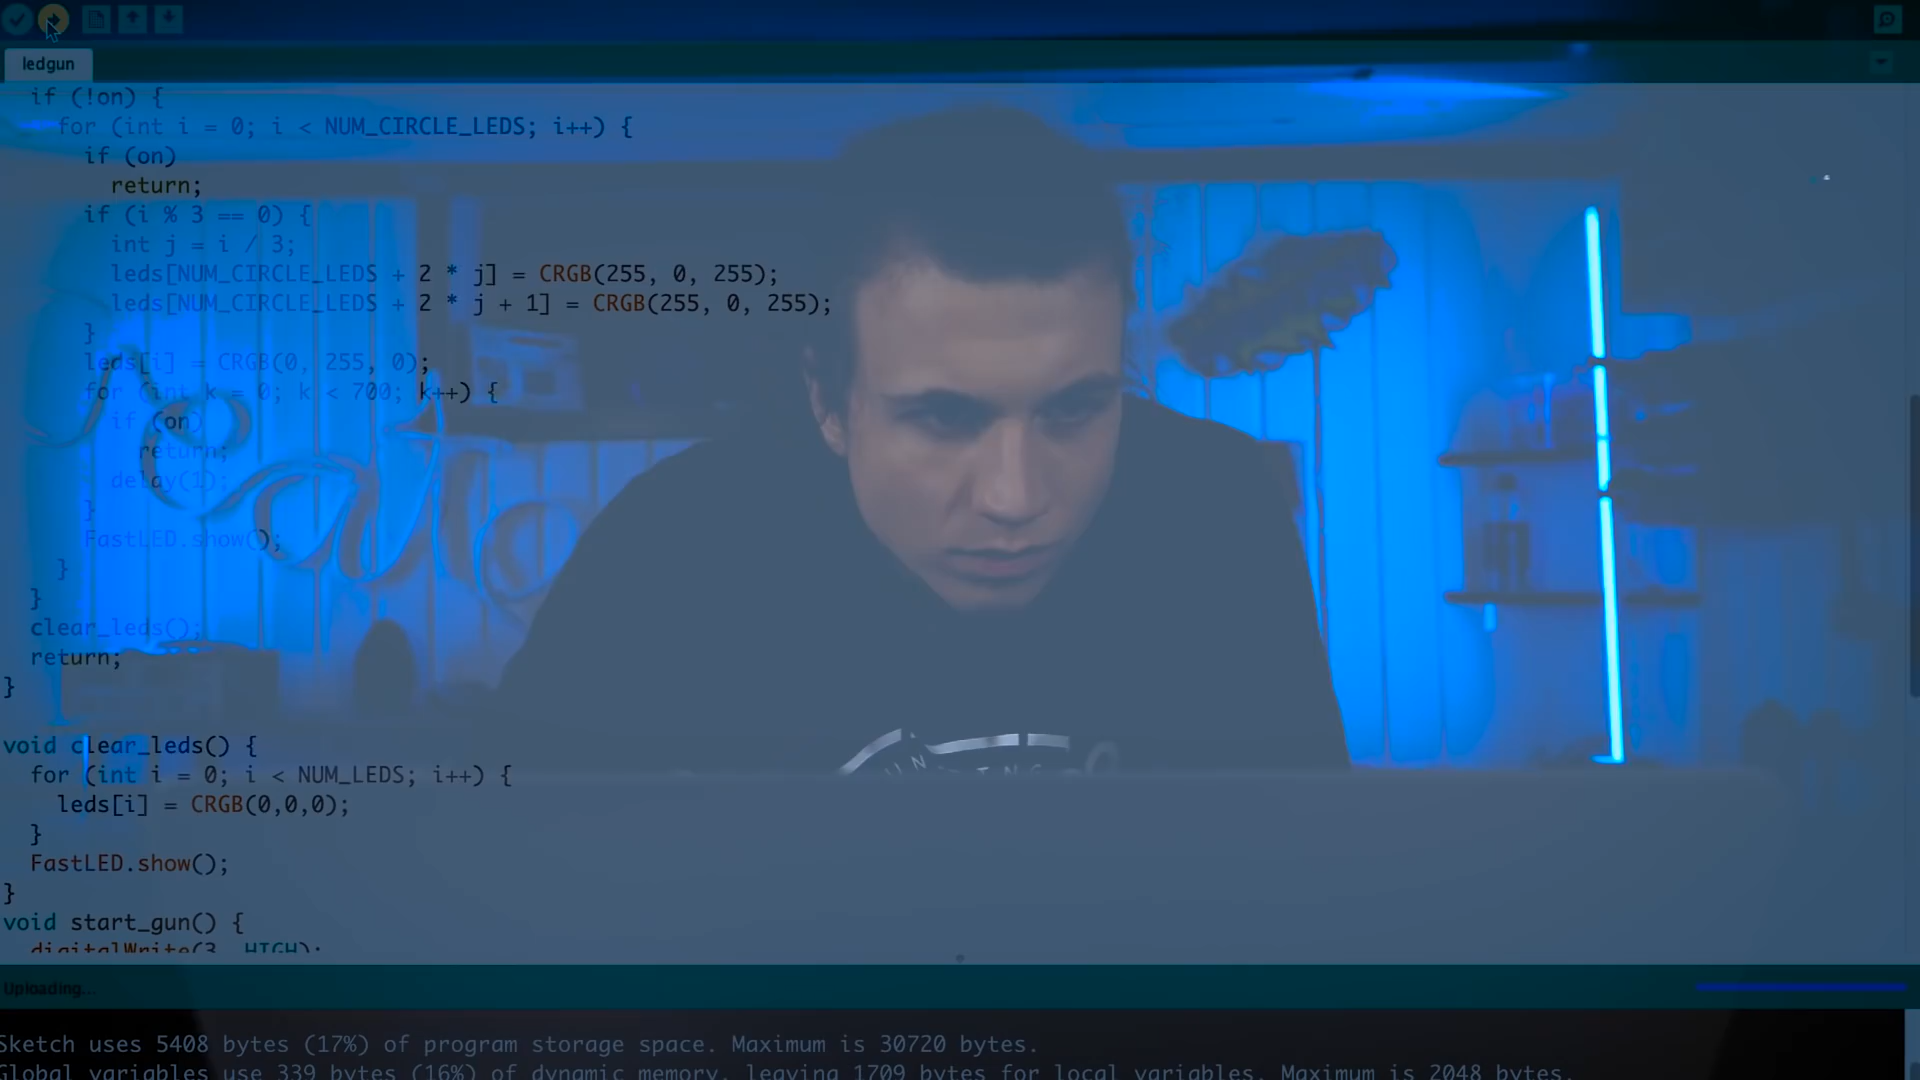 ledgun
if (!on) {
for (int i = 0; i < NUM_CIRCLE_LEDS; i++) {
if (on)
return;
if (i % 3 == 0) {
int j = i / 3;
leds[NUM_CIRCLE_LEDS + 2 * j] = CRGB(255, 0, 255);
leds[NUM_CIRCLE_LEDS + 2 * j + 1] = CRGB(255, 0, 255);
}
leds[i] = CRGB(0, 255, 0);
for (int k = 0; k < 700; k++) {
if (on)
return;
delay(1);
}
FastLED.show();
}
}
clear_leds();
return;
}
void clear_leds() {
for (int i = 0; i < NUM_LEDS; i++) {
leds[i] = CRGB(0,0,0);
}
FastLED.show();
}
void start_gun() {
digitalWrite(3, HIGH);
Uploading...
Sketch uses 5408 bytes (17%) of program storage space. Maximum is 30720 bytes.
Global variables use 339 bytes (16%) of dynamic memory, leaving 1709 bytes for local variables. Maximum is 2048 bytes.